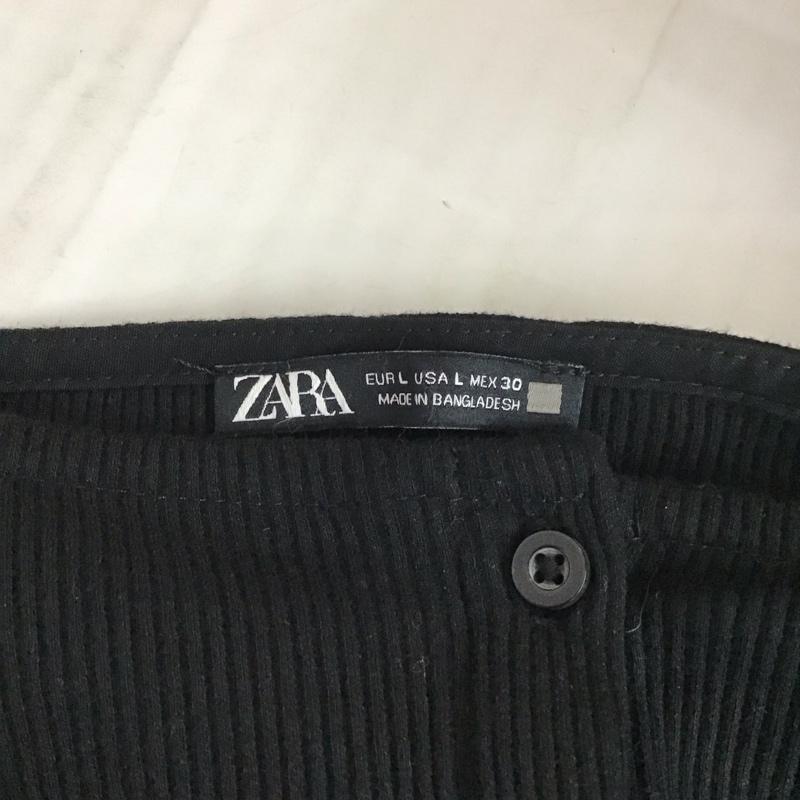 ZARA
EUR L USA L MEX 30
MADE IN BANGLADESH